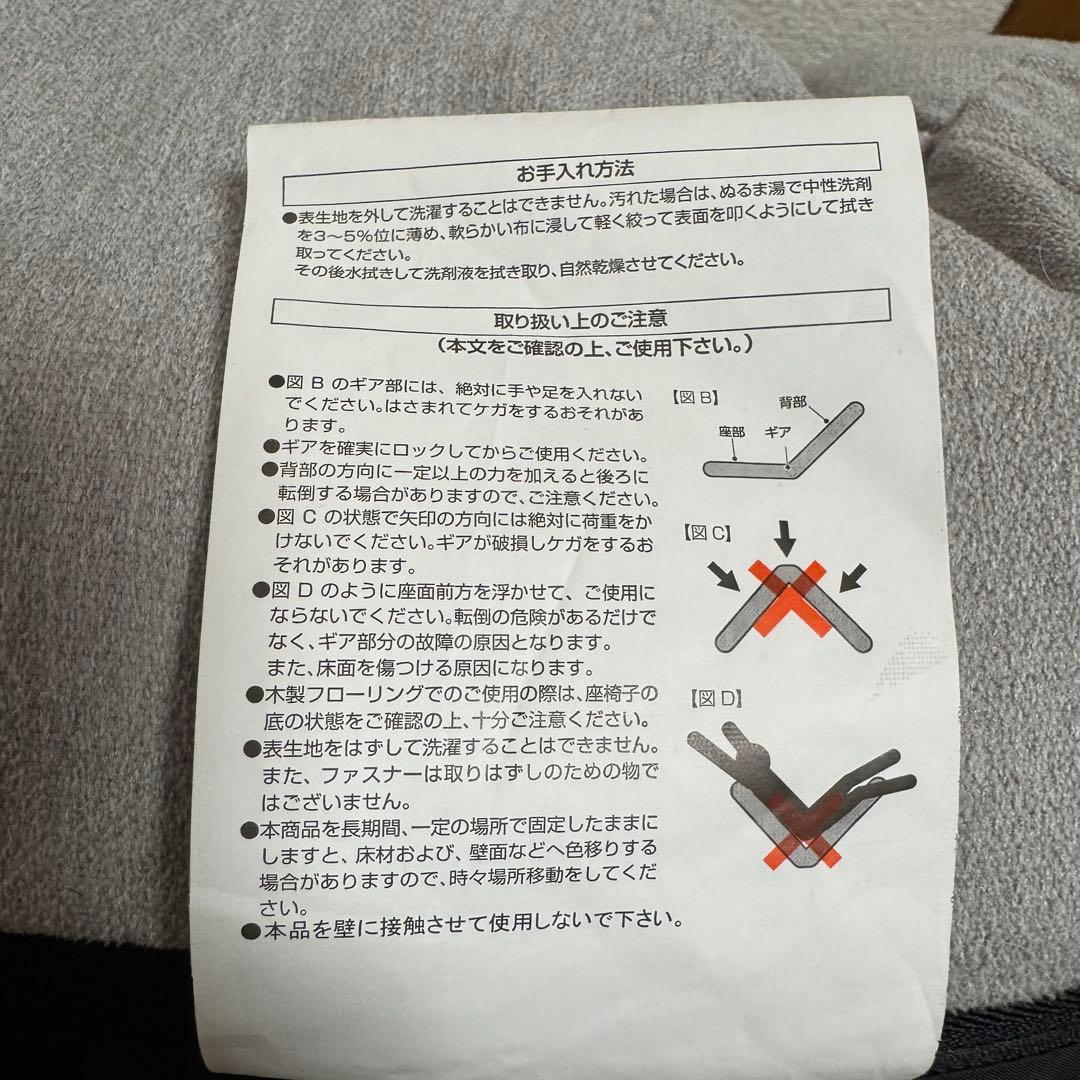 お手入れ方法
●表生地を外して洗濯することはできません。汚れた場合は、ぬるま湯で中性洗剤
を3〜5%位に薄め、軟らかい布に浸して軽く絞って表面を叩くようにして拭き
取ってください。
その後水拭きして洗剤液を拭き取り、自然乾燥させてください。
取り扱い上のご注意
(本文をご確認の上、ご使用下さい。)
●図 B のギア部には、絶対に手や足を入れない
でください。はさまれてケガをするおそれがあ
ります。
●ギアを確実にロックしてからご使用ください。
●背部の方向に一定以上の力を加えると後ろに
転倒する場合がありますので、ご注意ください。
●図 C の状態で矢印の方向には絶対に荷重をか
けないでください。ギアが破損しケガをするお
それがあります。
●図 D のように座面前方を浮かせて、ご使用に
ならないでください。転倒の危険があるだけで
なく、ギア部分の故障の原因となります。
また、床面を傷つける原因になります。
●木製フローリングでのご使用の際は、座椅子の
底の状態をご確認の上、十分ご注意ください。
●表生地をはずして洗濯することはできません。
また、ファスナーは取りはずしのための物で
はございません。
●本商品を長期間、一定の場所で固定したままに
しますと、床材および、壁面などへ色移りする
場合がありますので、時々場所移動をしてくだ
さい。
●本品を壁に接触させて使用しないで下さい。
【図 B】
背部
座部 ギア
【図 C】
【図 D】